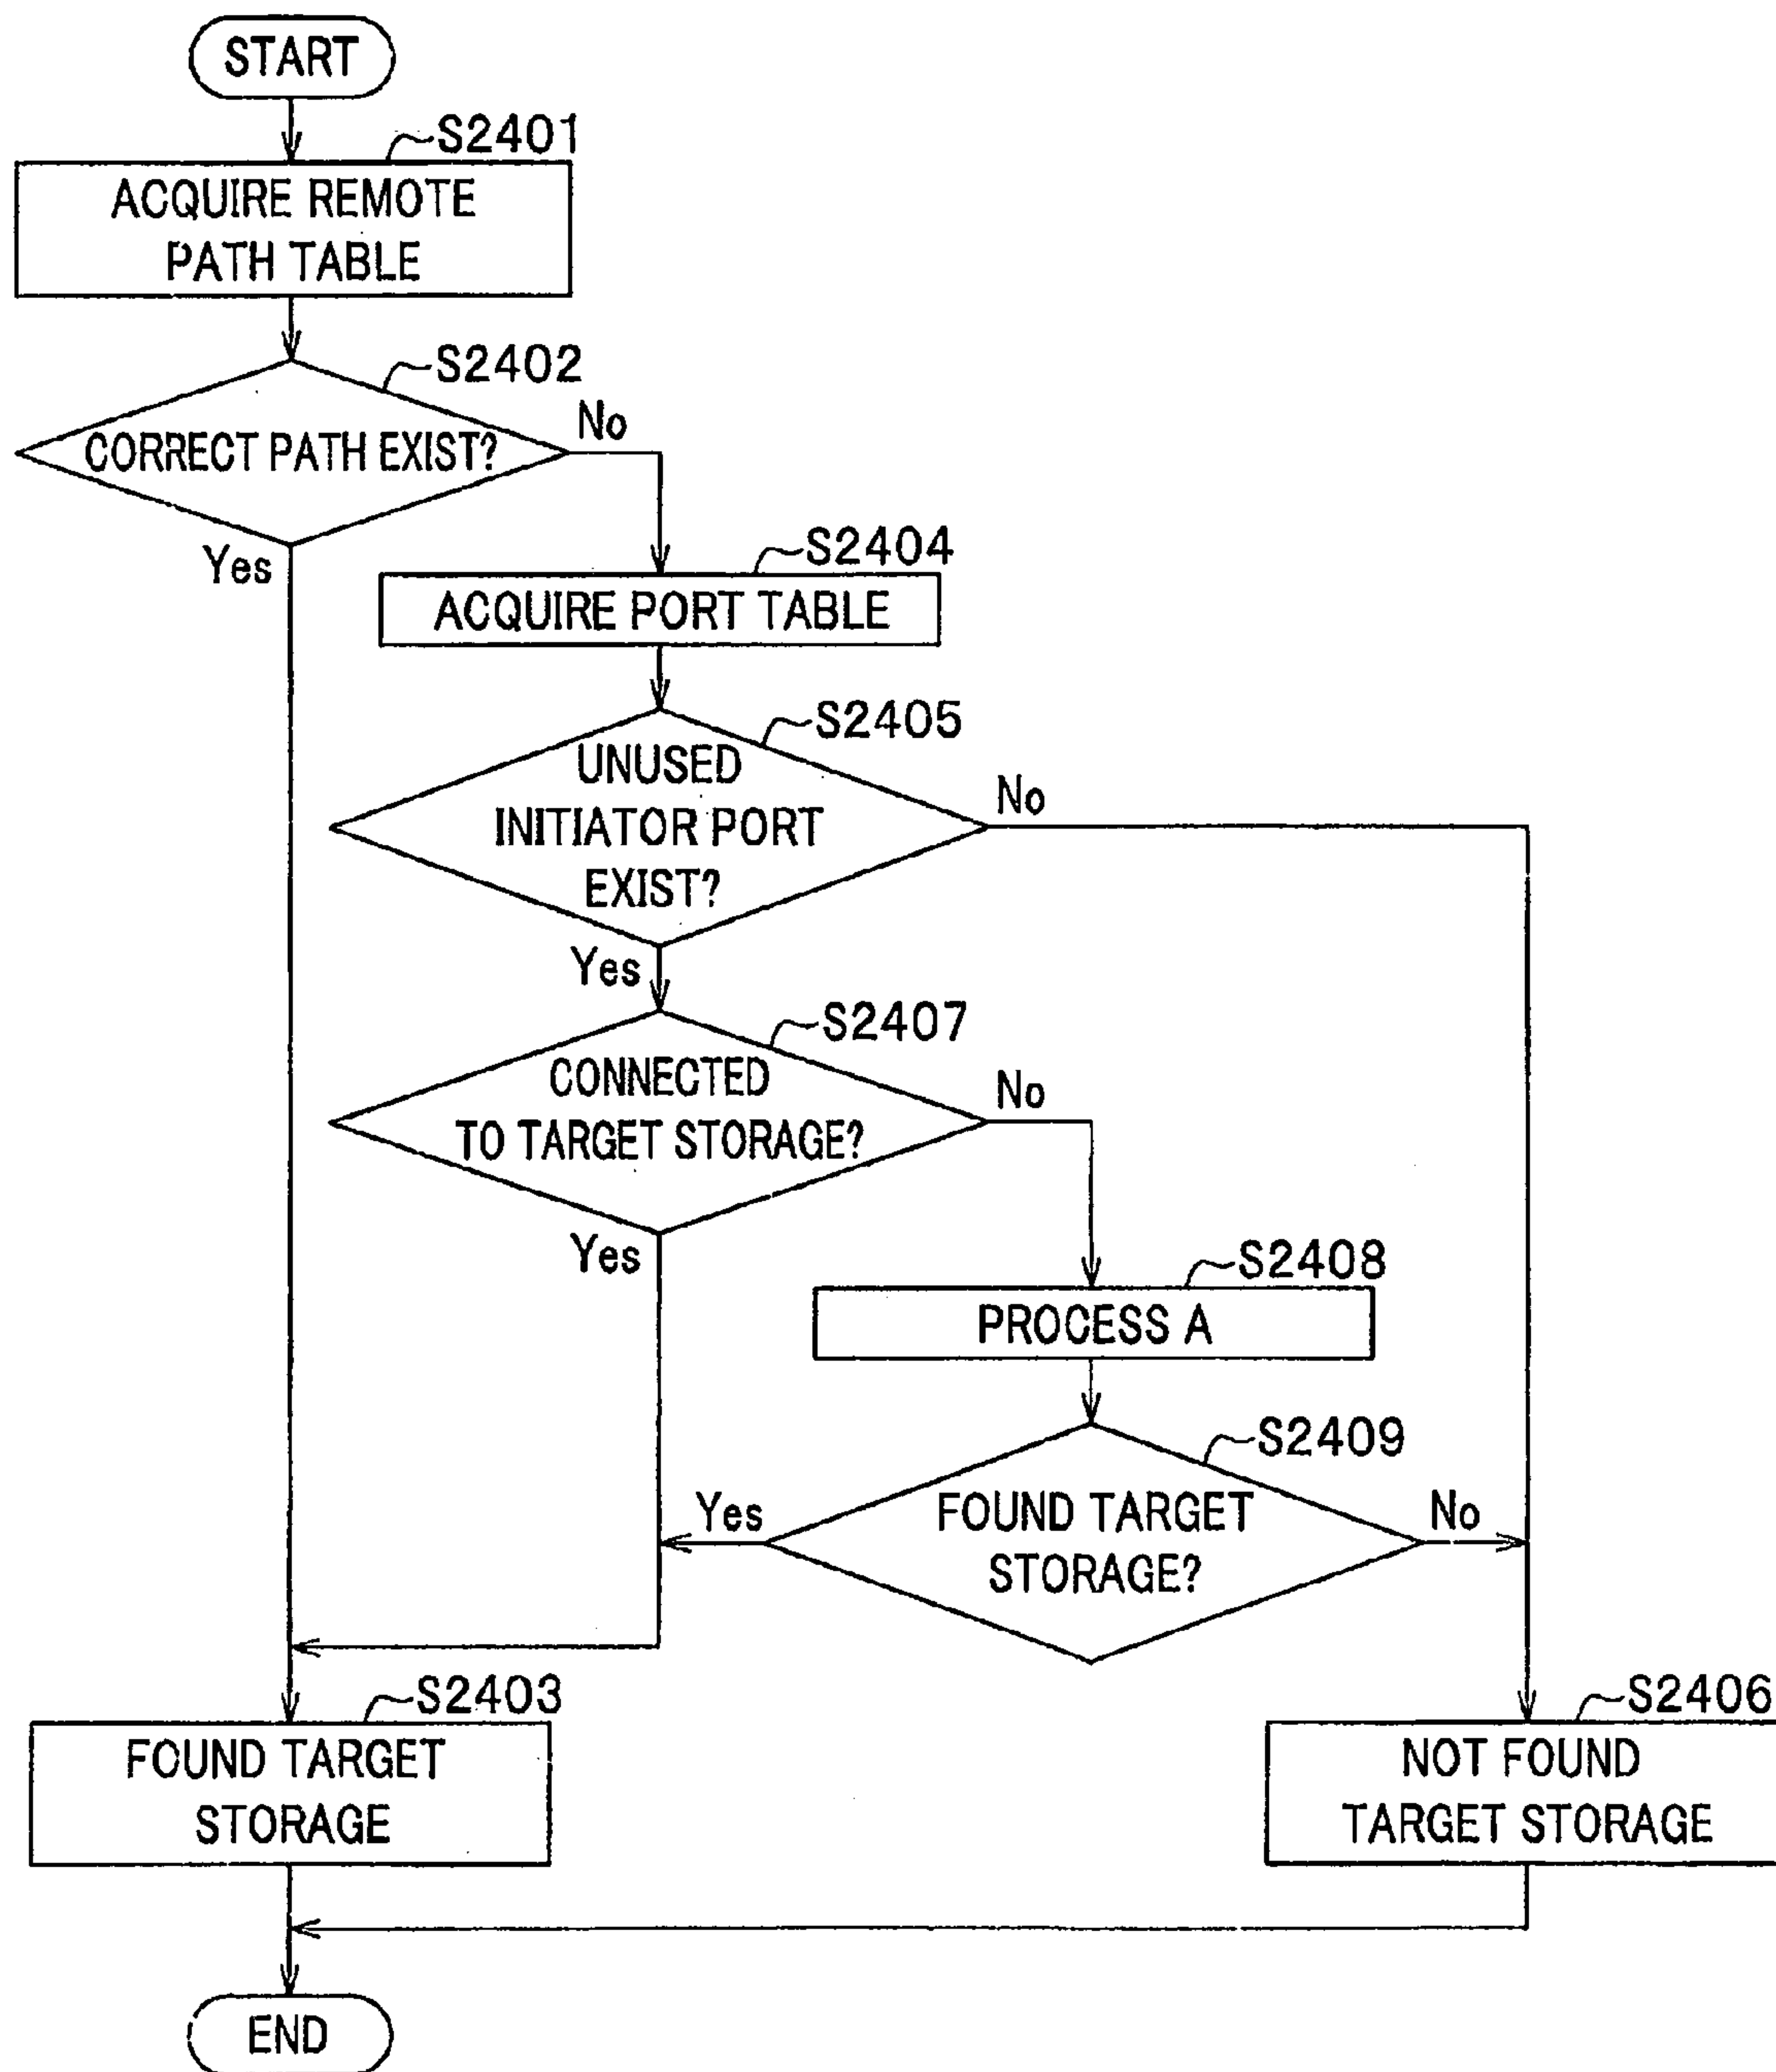 START
S2401
ACQUIRE REMOTE
PATH TABLE
S2402
CORRECT PATH EXIST?
No
Yes
S2404
ACQUIRE PORT TABLE
S2405
UNUSED
INITIATOR PORT
EXIST?
No
Yes
S2407
CONNECTED
TO TARGET STORAGE?
No
Yes
S2408
PROCESS A
S2409
FOUND TARGET
STORAGE?
Yes
No
S2403
FOUND TARGET
STORAGE
S2406
NOT FOUND
TARGET STORAGE
END